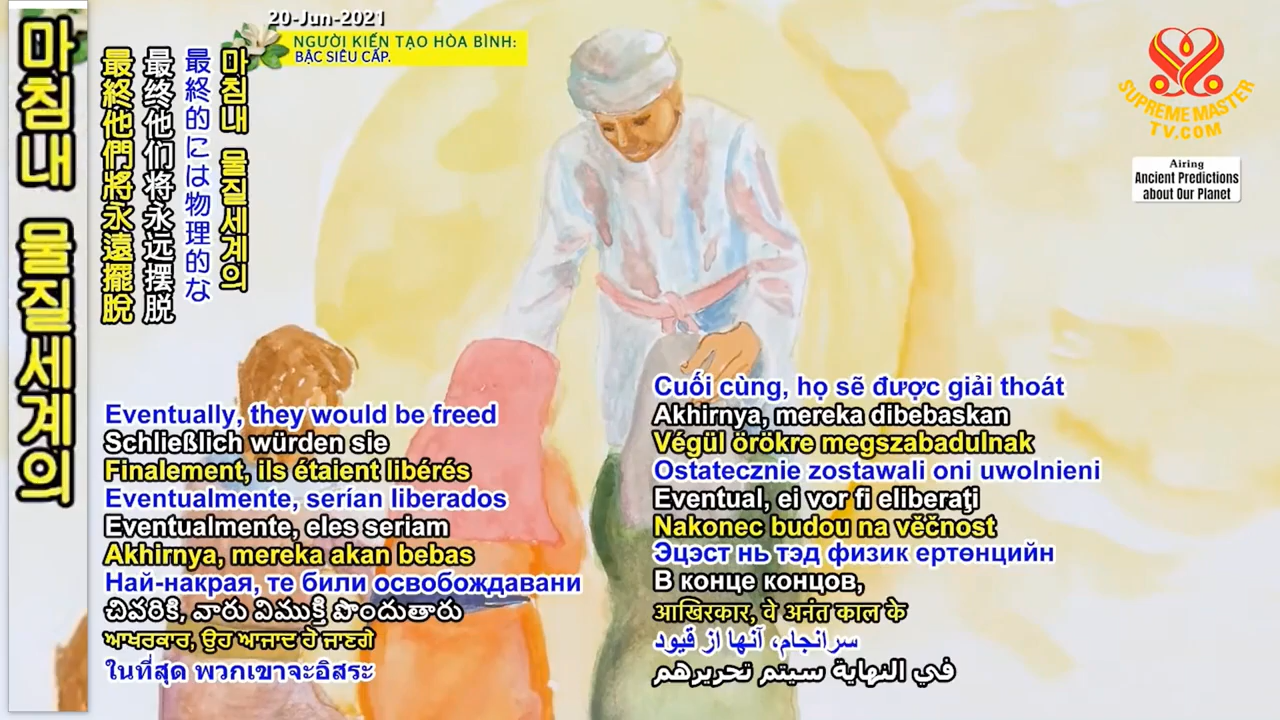 마침내 물질세계의
20-Jun-2021
NGƯỜI KIẾN TẠO HÒA BÌNH:
BẬC SIÊU CẤP.
最終他們將永遠擺脫
最终他们将永远摆脱
最終的には物理的な
마침내 물질세계의
SUPREME MASTER
TV.COM
Airing
Ancient Predictions
about Our Planet
Eventually, they would be freed
Schließlich würden sie
Finalement, ils étaient libérés
Eventualmente, serían liberados
Eventualmente, eles seriam
Akhirnya, mereka akan bebas
Най-накрая, те били освобождавани
చివరికి, వారు విముక్తి పొందుతారు
ਆਖਰਕਾਰ, ਉਹ ਆਜਾਦ ਹੋ ਜਾਣਗੇ
ในที่สุด พวกเขาจะอิสระ
Cuối cùng, họ sẽ được giải thoát
Akhirnya, mereka dibebaskan
Végül örökre megszabadulnak
Ostatecznie zostawali oni uwolnieni
Eventual, ei vor fi eliberaţi
Nakonec budou na věčnost
Эцэст нь тэд физик ертөнцийн
В конце концов,
आखिरकार, वे अनंत काल के
سرانجام، آنها از قیود
في النهاية سيتم تحريرهم